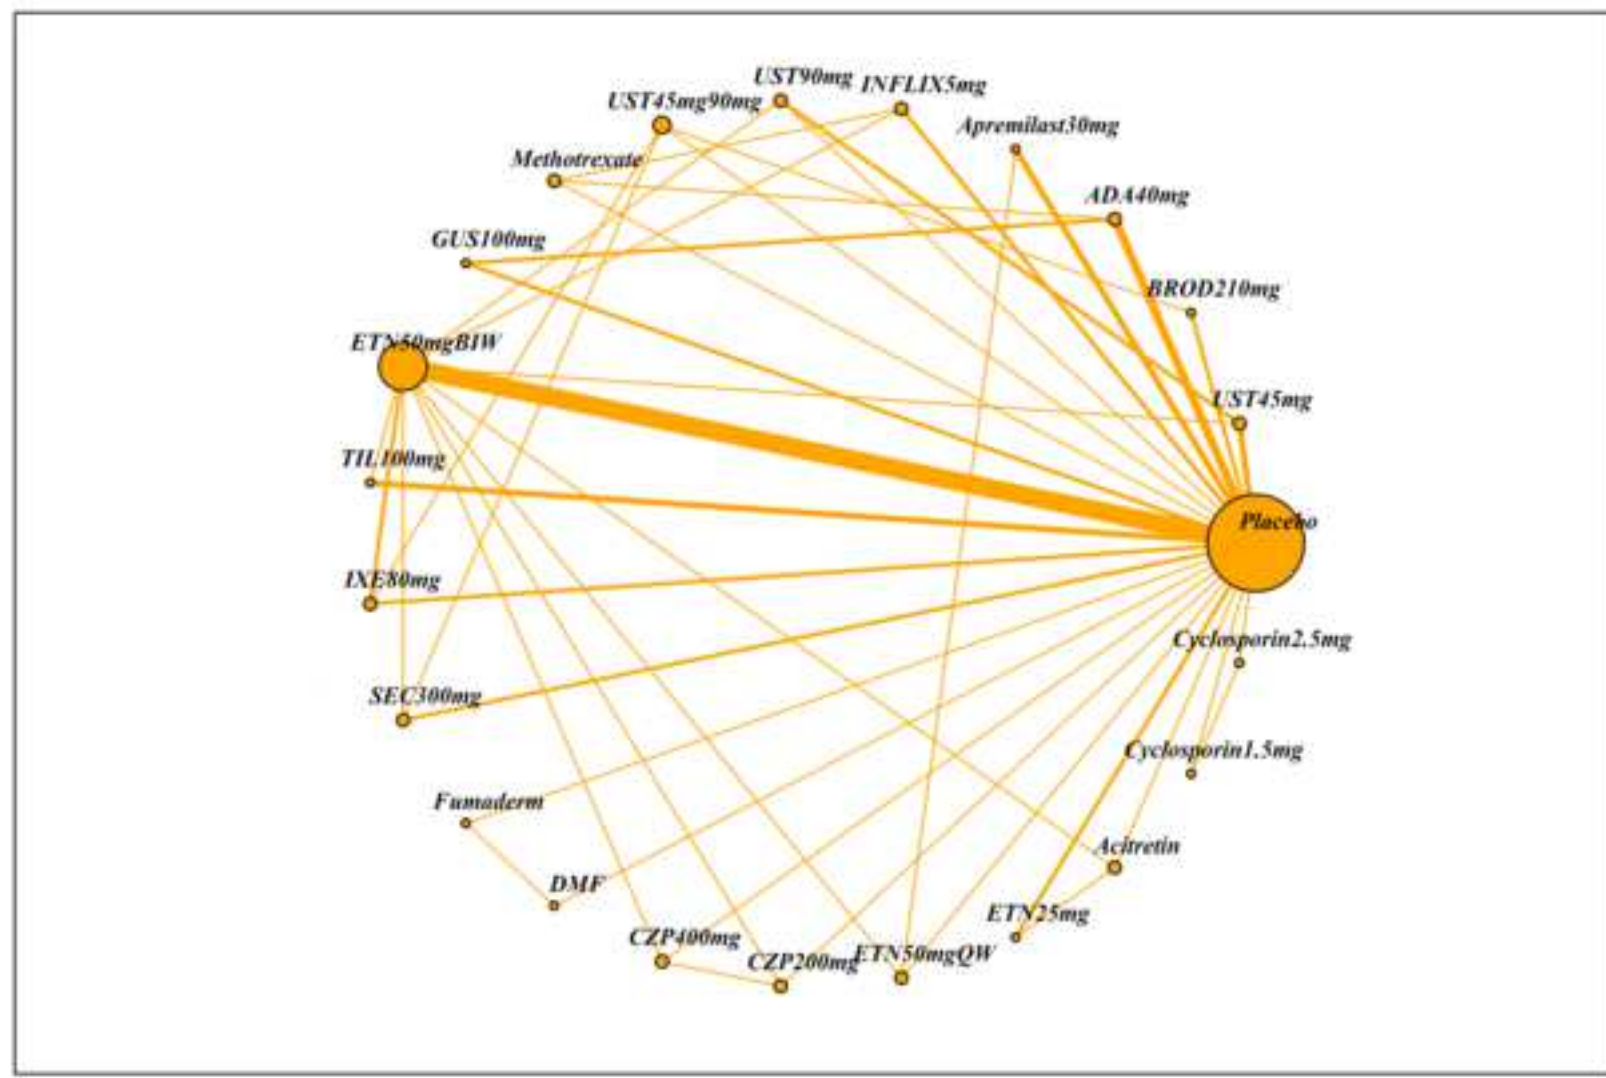 UST90mg
INFLIX5mg
UST45mg90mg
Apremilast30mg
Methotrexate
ADA40mg
GUS100mg
BROD210mg
ETN50mgBIW
UST45mg
TIL100mg
Placebo
IXE80mg
Cyclosporin2.5mg
SEC300mg
Cyclosporin1.5mg
Fumaderm
Acitretin
DMF
ETN25mg
CZP400mg
CZP200mg
ETN50mgQW